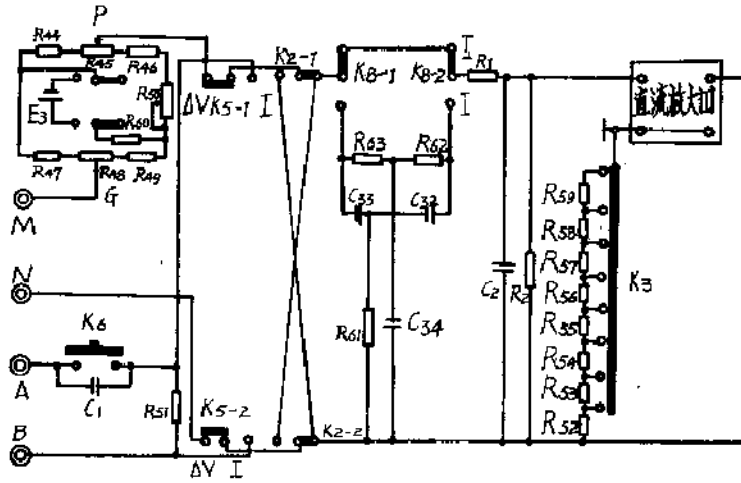 P
R44
R45
R46
E3
R50
R60
R47
R48
R49
G
M
N
K6
A
C1
R51
B
ΔV K5-1 I
K2-1
K5-2
ΔV I
K2-2
K8-1
K8-2
I
I
R1
R63
R62
C33
C32
R61
C34
C2
R2
直流放大
R59
R58
R57
R56
R55
R54
R53
R52
K3